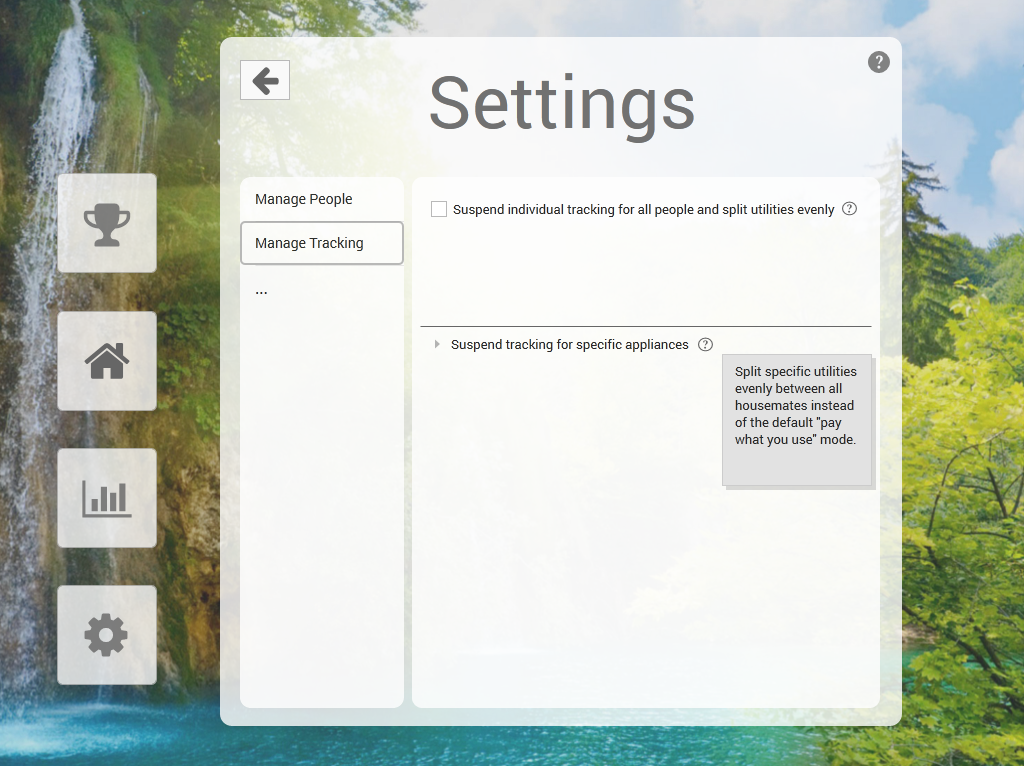 Settings
?
Manage People
Manage Tracking
...
Suspend individual tracking for all people and split utilities evenly ?
Suspend tracking for specific appliances ?
Split specific utilities
evenly between all
housemates instead
of the default "pay
what you use" mode.